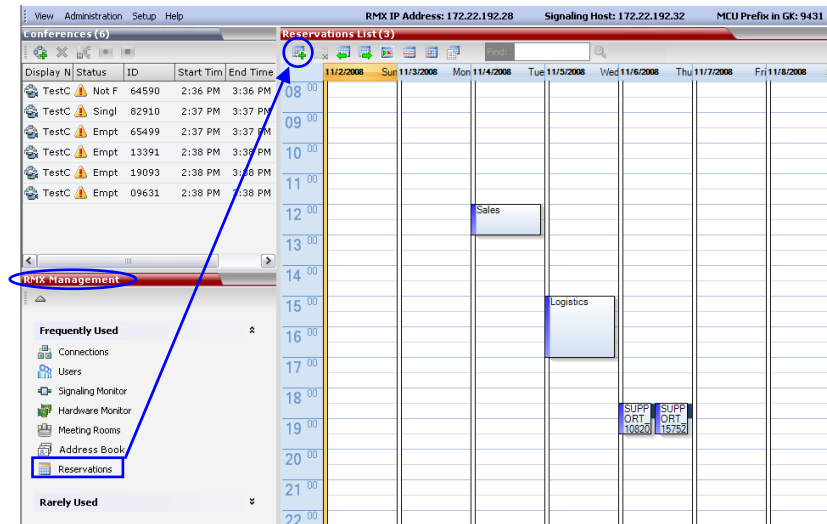 View Administration Setup Help RMX IP Address: 172.22.192.28 Signaling Host: 172.22.192.32 MCU Prefix in GK: 9431
Conferences (6)
Display N Status ID Start Tim End Time
TestC Not F 64590 2:36 PM 3:36 PM
TestC Singl 82910 2:37 PM 3:37 PM
TestC Empt 65499 2:37 PM 3:37 PM
TestC Empt 13391 2:38 PM 3:38 PM
TestC Empt 19093 2:38 PM 3:38 PM
TestC Empt 09631 2:38 PM 3:38 PM
RMX Management
Frequently Used
Connections
Users
Signaling Monitor
Hardware Monitor
Meeting Rooms
Address Book
Reservations
Rarely Used
Reservations List (3)
Find:
11/2/2008 Sun 11/3/2008 Mon 11/4/2008 Tue 11/5/2008 Wed 11/6/2008 Thu 11/7/2008 Fri 11/8/2008
08 00
09 00
10 00
11 00
12 00 Sales
13 00
14 00
15 00 Logistics
16 00
17 00
18 00
SUPP SUPP
ORT_ ORT_
19 00 10820 15752
20 00
21 00
22 00